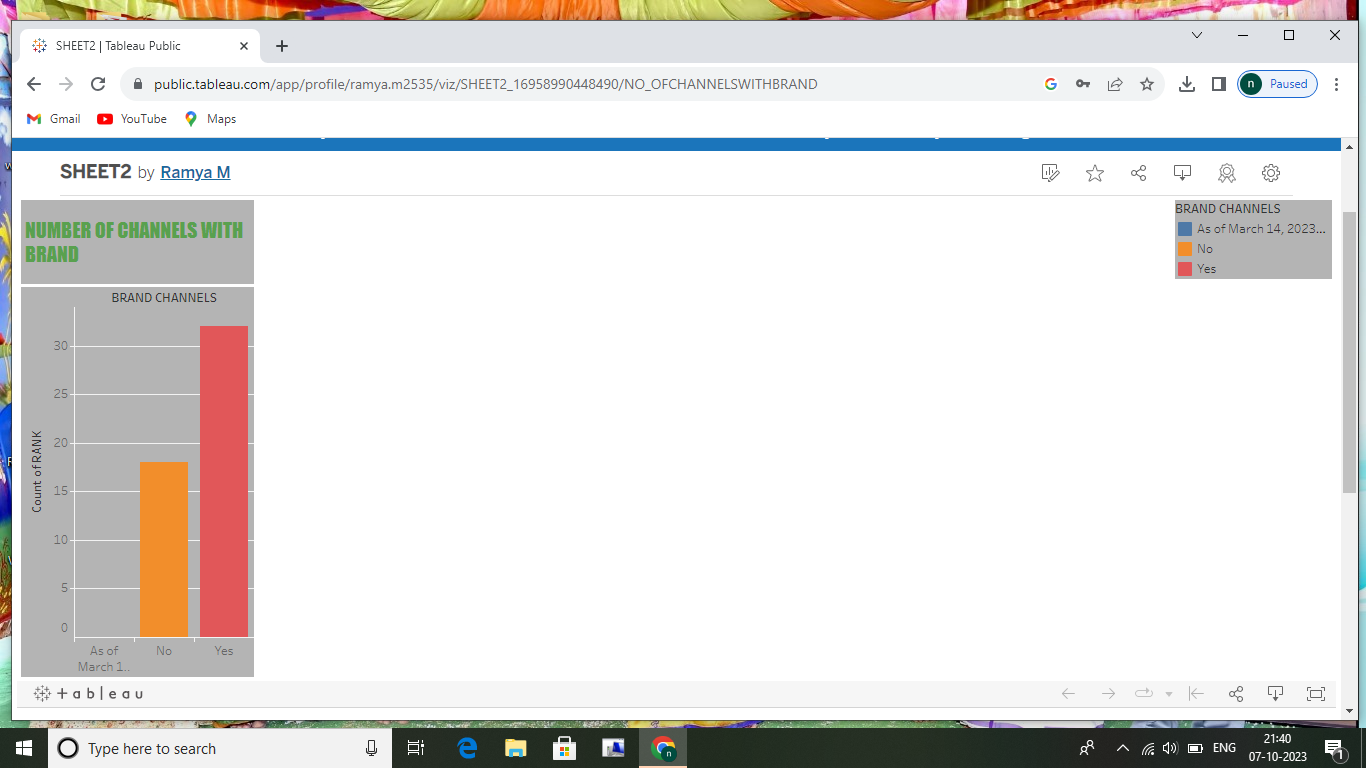 SHEET2 | Tableau Public
public.tableau.com/app/profile/ramya.m2535/viz/SHEET2_16958990448490/NO_OFCHANNELSWITHBRAND
n Paused
Gmail YouTube Maps
SHEET2 by Ramya M
NUMBER OF CHANNELS WITH
BRAND
BRAND CHANNELS
30
25
20
15
10
5
0
Count of RANK
As of
March 1..
No
Yes
BRAND CHANNELS
As of March 14, 2023...
No
Yes
+ a b | e a u
Type here to search
n
ENG
21:40
07-10-2023
1